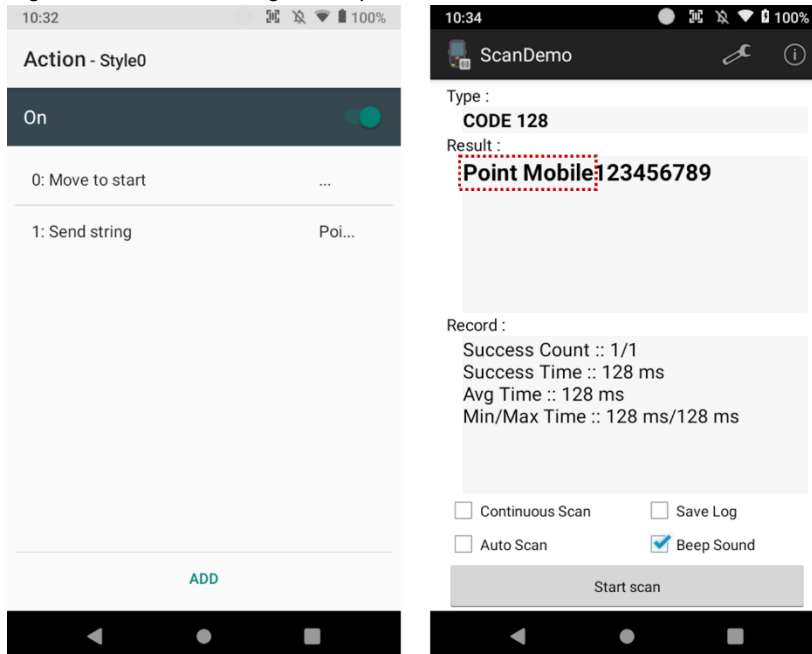 10:32
100%
Action - Style0
On
0: Move to start ...
1: Send string Poi...
ADD
10:34
100%
ScanDemo
Type :
CODE 128
Result :
Point Mobile123456789
Record :
Success Count :: 1/1
Success Time :: 128 ms
Avg Time :: 128 ms
Min/Max Time :: 128 ms/128 ms
Continuous Scan
Save Log
Auto Scan
Beep Sound
Start scan